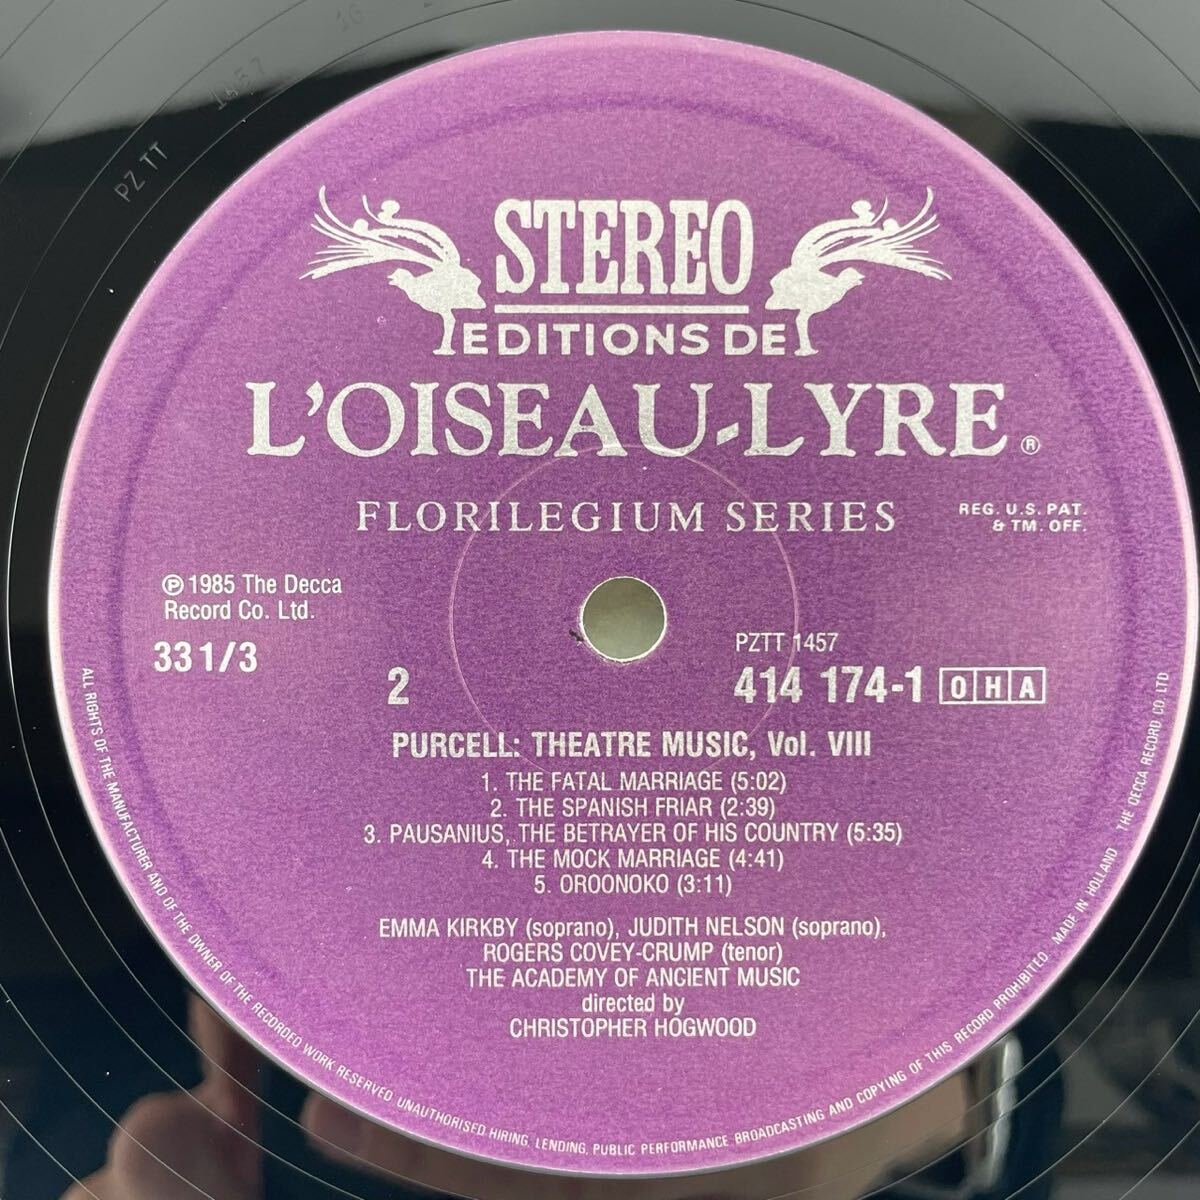 STEREO
EDITIONS DE
L'OISEAU-LYRE®
FLORILEGIUM SERIES
REG. U.S. PAT.
& TM. OFF.
℗ 1985 The Decca
Record Co. Ltd.
33 1/3
2
PZTT 1457
414 174-1 O H A
PURCELL: THEATRE MUSIC, Vol. VIII
1. THE FATAL MARRIAGE (5:02)
2. THE SPANISH FRIAR (2:39)
3. PAUSANIUS, THE BETRAYER OF HIS COUNTRY (5:35)
4. THE MOCK MARRIAGE (4:41)
5. OROONOKO (3:11)
EMMA KIRKBY (soprano), JUDITH NELSON (soprano),
ROGERS COVEY-CRUMP (tenor)
THE ACADEMY OF ANCIENT MUSIC
directed by
CHRISTOPHER HOGWOOD
ALL RIGHTS OF THE MANUFACTURER AND OF THE OWNER OF THE RECORDED WORK RESERVED. UNAUTHORISED HIRING, LENDING, PUBLIC PERFORMANCE BROADCASTING AND COPYING OF THIS RECORD PROHIBITED. MADE IN HOLLAND THE DECCA RECORD CO. LTD
PZ TT 1457 1G